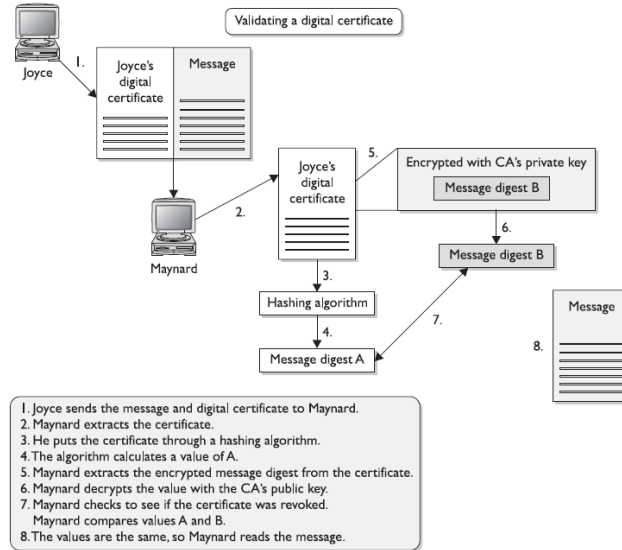 Validating a digital certificate
Joyce
1.
Joyce's
digital
certificate
Message
Maynard
2.
Joyce's
digital
certificate
5.
Encrypted with CA's private key
Message digest B
6.
Message digest B
3.
Hashing algorithm
4.
Message digest A
7.
8.
Message
1. Joyce sends the message and digital certificate to Maynard.
2. Maynard extracts the certificate.
3. He puts the certificate through a hashing algorithm.
4. The algorithm calculates a value of A.
5. Maynard extracts the encrypted message digest from the certificate.
6. Maynard decrypts the value with the CA's public key.
7. Maynard checks to see if the certificate was revoked.
Maynard compares values A and B.
8. The values are the same, so Maynard reads the message.